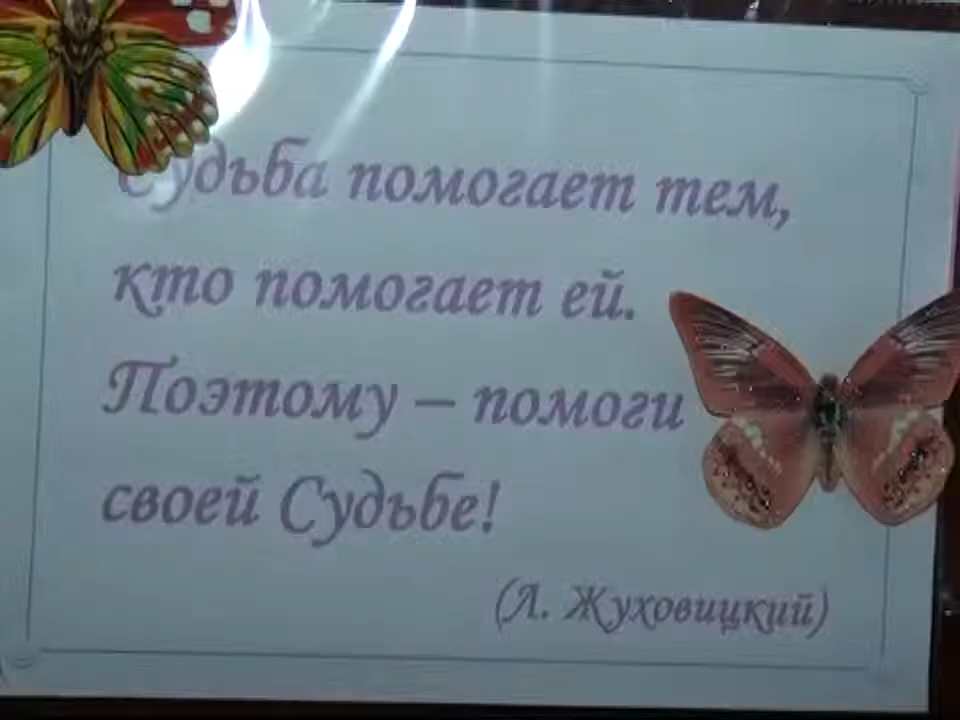 Судьба помогает тем,
кто помогает ей.
Поэтому – помоги
своей Судьбе!
(Л. Жуховицкий)